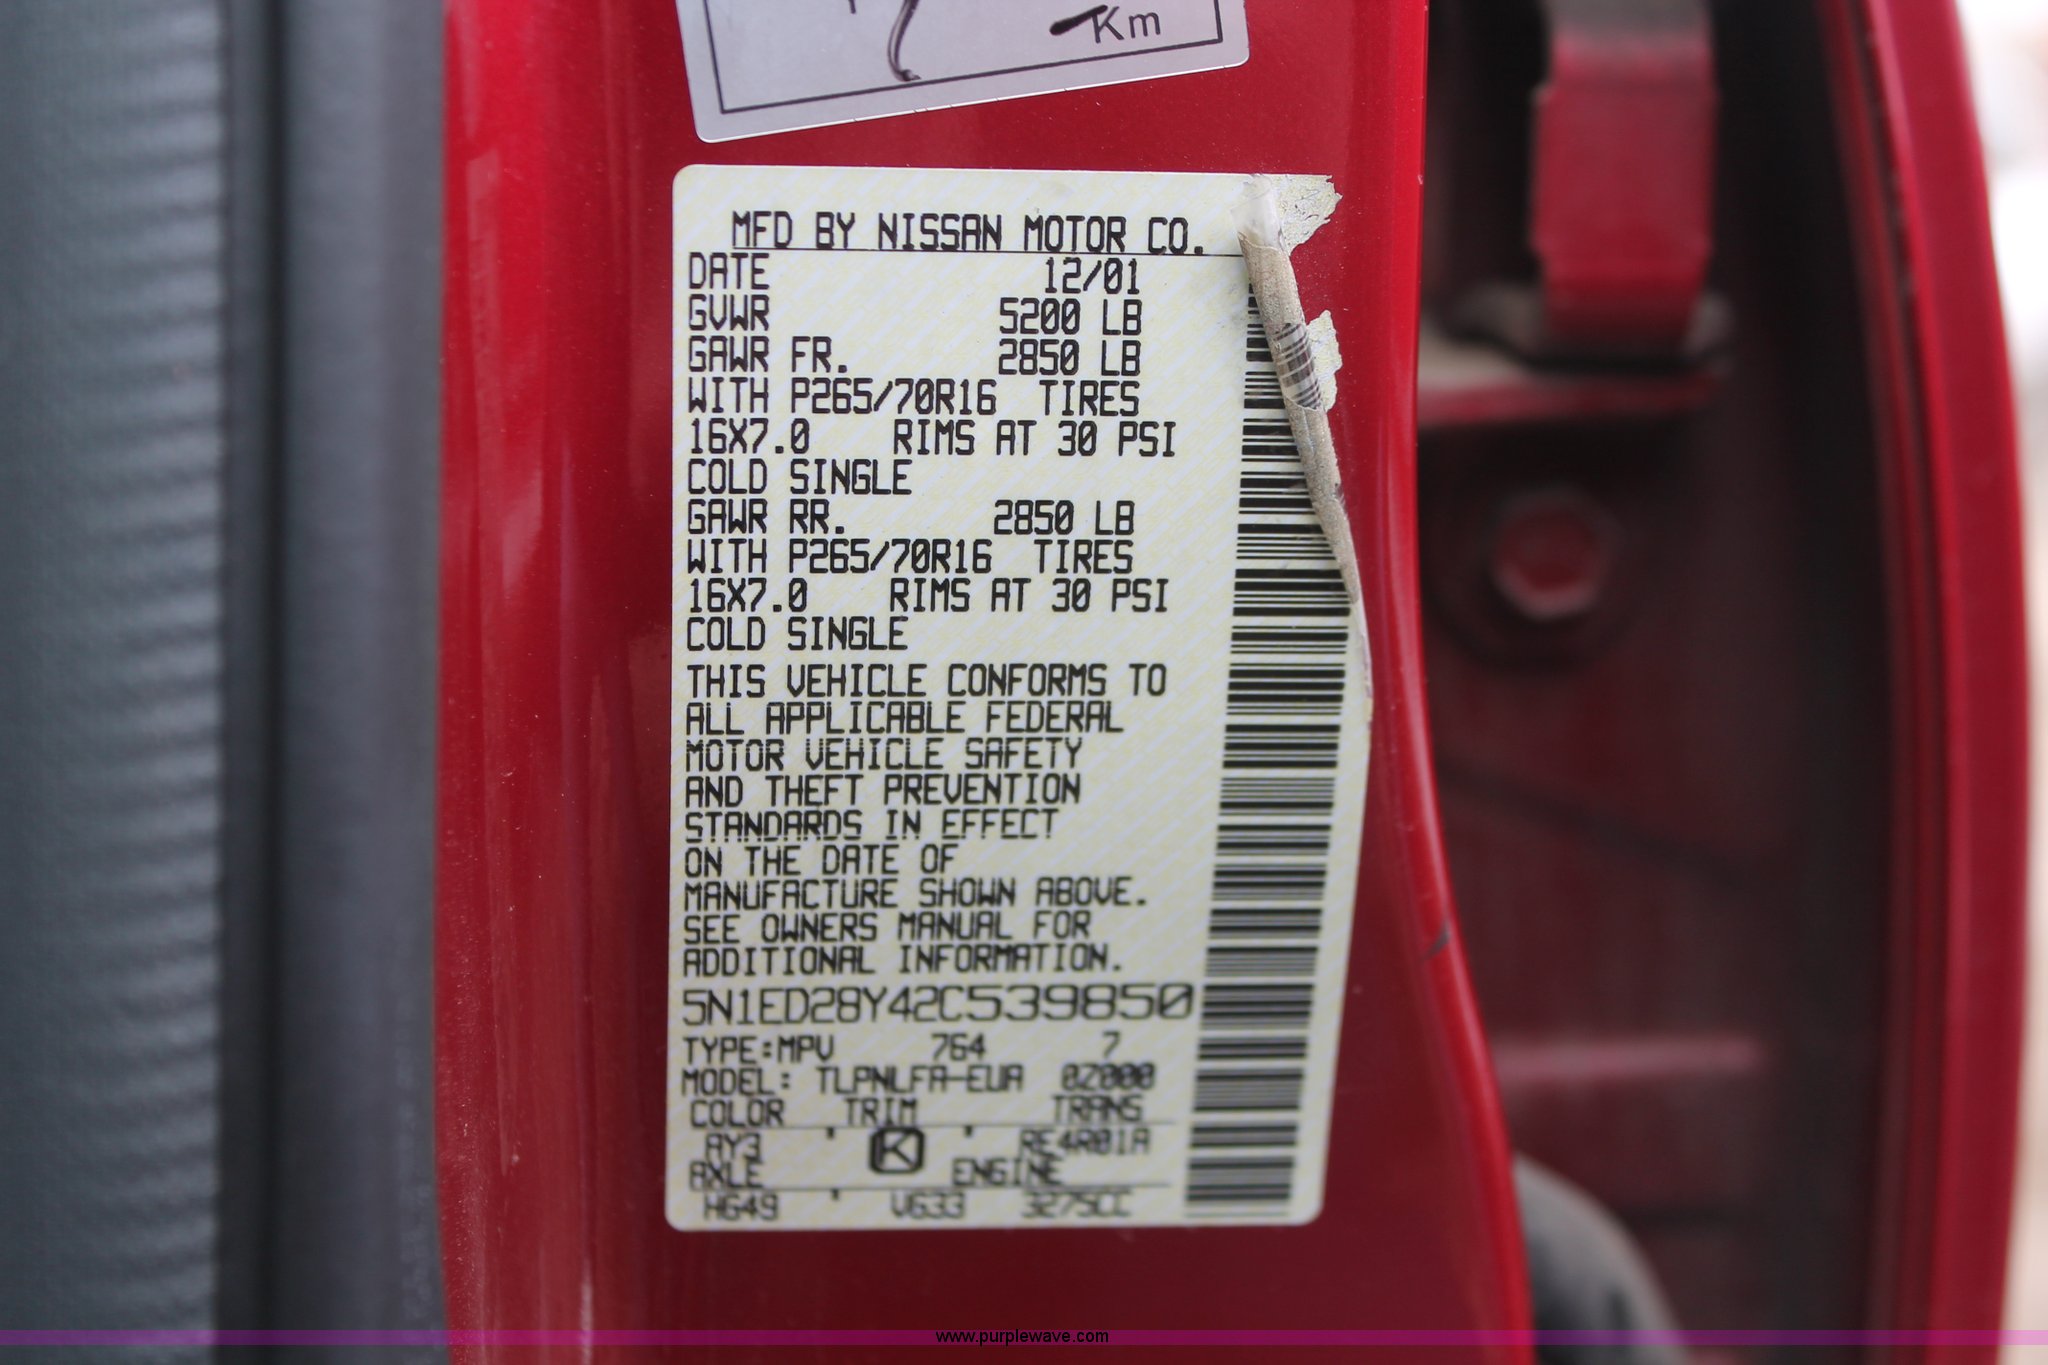 Km
MFD BY NISSAN MOTOR CO.
DATE 12/01
GVWR 5200 LB
GAWR FR. 2850 LB
WITH P265/70R16 TIRES
16X7.0 RIMS AT 30 PSI
COLD SINGLE
GAWR RR. 2850 LB
WITH P265/70R16 TIRES
16X7.0 RIMS AT 30 PSI
COLD SINGLE
THIS VEHICLE CONFORMS TO
ALL APPLICABLE FEDERAL
MOTOR VEHICLE SAFETY
AND THEFT PREVENTION
STANDARDS IN EFFECT
ON THE DATE OF
MANUFACTURE SHOWN ABOVE.
SEE OWNERS MANUAL FOR
ADDITIONAL INFORMATION.
5N1ED28Y42C539850
TYPE:MPV 764 7
MODEL: TLPNLFA-EUA 0Z000
COLOR TRIM TRANS
AY3 K RE4R01A
AXLE ENGINE
HG49 VG33 3275CC
www.purplewave.com